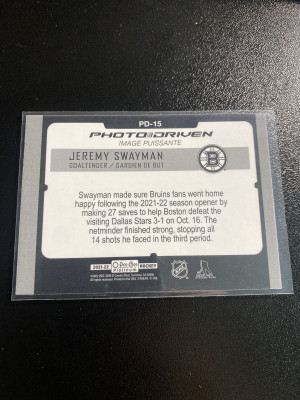 PD-15
PHOTO DRIVEN
IMAGE PUISSANTE
JEREMY SWAYMAN
GOALTENDER / GARDIEN DE BUT
B
Swayman made sure Bruins fans went home
happy following the 2021-22 season opener by
making 27 saves to help Boston defeat the
visiting Dallas Stars 3-1 on Oct. 16. The
netminder finished strong, stopping all
14 shots he faced in the third period.
2021-22 O-Pee-Chee PLATINUM HOCKEY
NHL